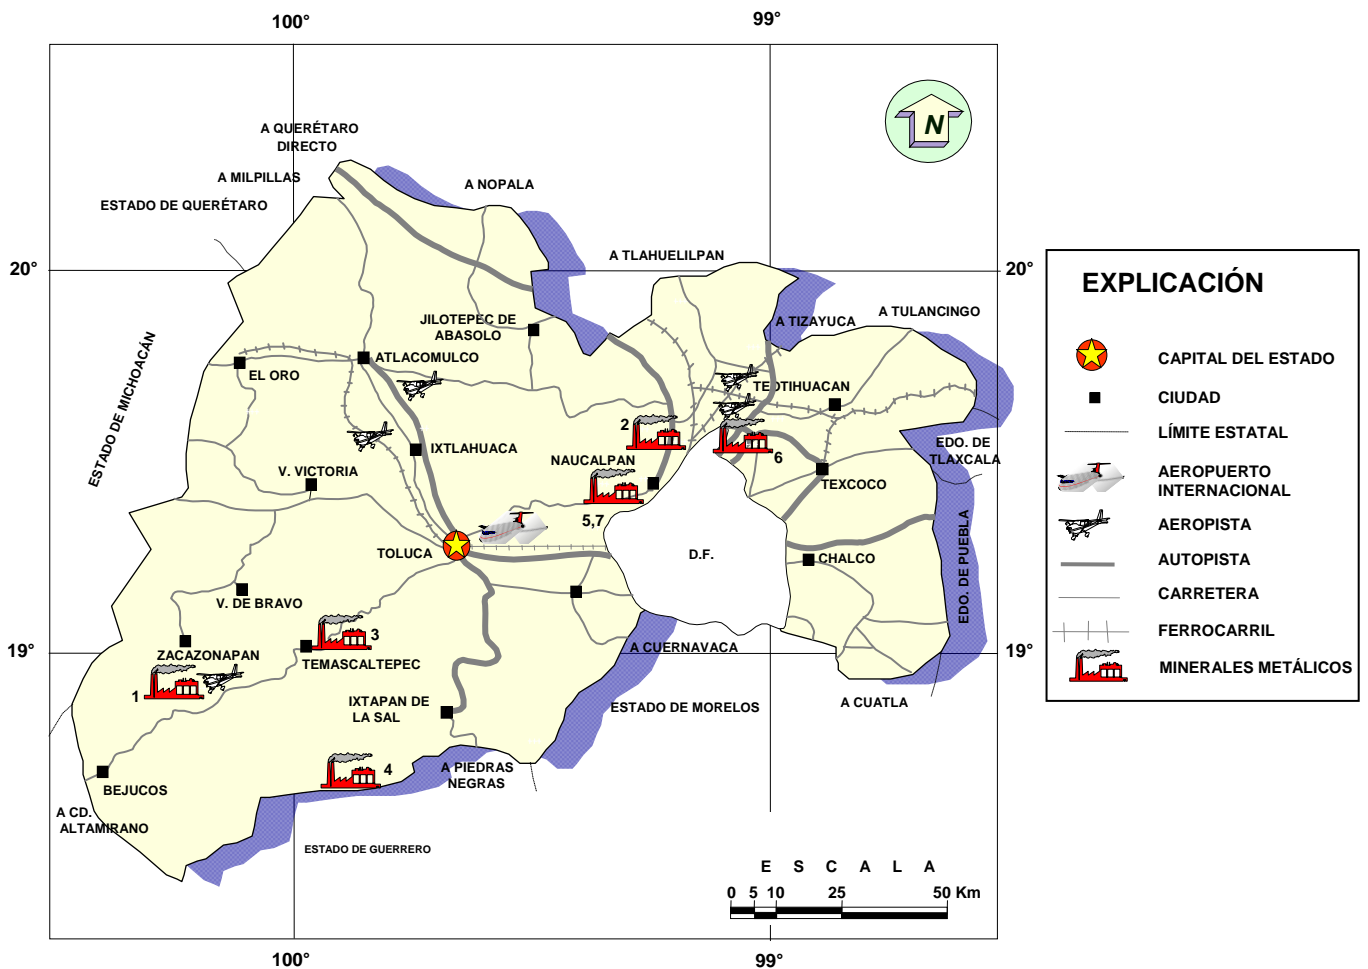 100°
99°
A QUERÉTARO
DIRECTO
A MILPILLAS
A NOPALA
ESTADO DE QUERÉTARO
N
20°
A TLAHUELILPAN
20°
A TULANCINGO
A TIZAYUCA
JILOTEPEC DE
ABASOLO
ATLACOMULCO
EL ORO
TEOTIHUACAN
ESTADO DE MICHOACÁN
2
6
IXTLAHUACA
NAUCALPAN
EDO. DE
TLAXCALA
V. VICTORIA
TEXCOCO
5,7
TOLUCA
D.F.
CHALCO
EDO. DE PUEBLA
V. DE BRAVO
3
ZACAZONAPAN
TEMASCALTEPEC
A CUERNAVACA
19°
19°
1
IXTAPAN DE
LA SAL
ESTADO DE MORELOS
A CUATLA
4
A PIEDRAS
NEGRAS
BEJUCOS
A CD.
ALTAMIRANO
ESTADO DE GUERRERO
E S C A L A
0 5 10 25 50 Km
100°
99°
EXPLICACIÓN
CAPITAL DEL ESTADO
CIUDAD
LÍMITE ESTATAL
AEROPUERTO
INTERNACIONAL
AEROPISTA
AUTOPISTA
CARRETERA
FERROCARRIL
MINERALES METÁLICOS